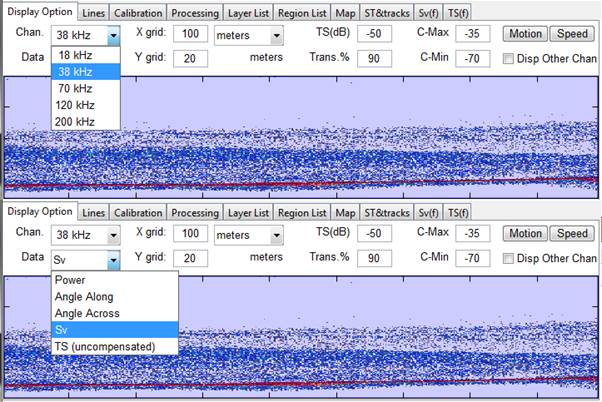 Display Option Lines Calibration Processing Layer List Region List Map ST&tracks Sv(f) TS(f)
Chan. 38 kHz X grid: 100 meters TS(dB) -50 C-Max -35 Motion Speed
Data 18 kHz Y grid: 20 meters Trans.% 90 C-Min -70 Disp Other Chan
38 kHz
70 kHz
120 kHz
200 kHz
Display Option Lines Calibration Processing Layer List Region List Map ST&tracks Sv(f) TS(f)
Chan. 38 kHz X grid: 100 meters TS(dB) -50 C-Max -35 Motion Speed
Data Sv Y grid: 20 meters Trans.% 90 C-Min -70 Disp Other Chan
Power
Angle Along
Angle Across
Sv
TS (uncompensated)